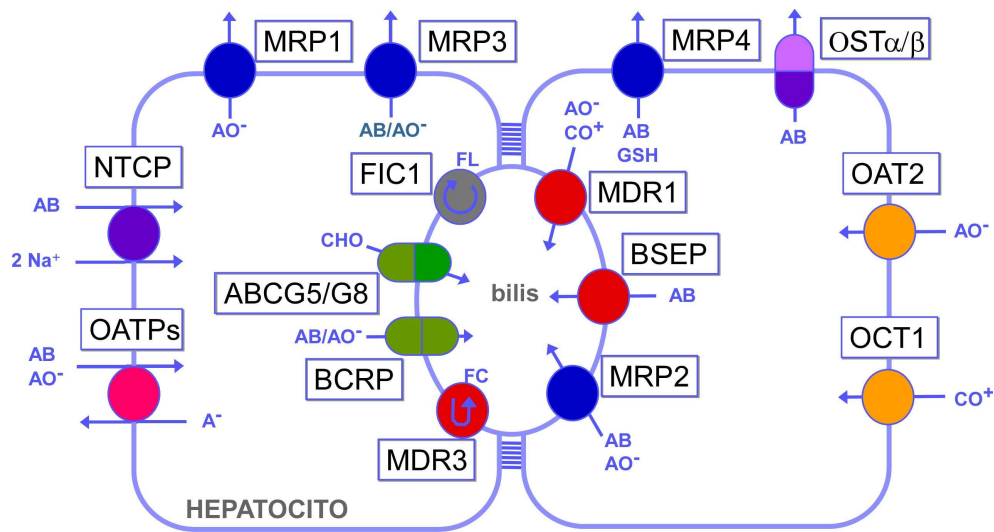 MRP1
MRP3
MRP4
OSTα/β
AO⁻
AB/AO⁻
AB
GSH
AO⁻
CO⁺
AB
NTCP
FIC1
FL
MDR1
OAT2
AB
2 Na⁺
CHO
AO⁻
BSEP
ABCG5/G8
bilis
AB
OATPs
AB/AO⁻
OCT1
AB
AO⁻
BCRP
FC
MRP2
CO⁺
A⁻
MDR3
AB
AO⁻
HEPATOCITO